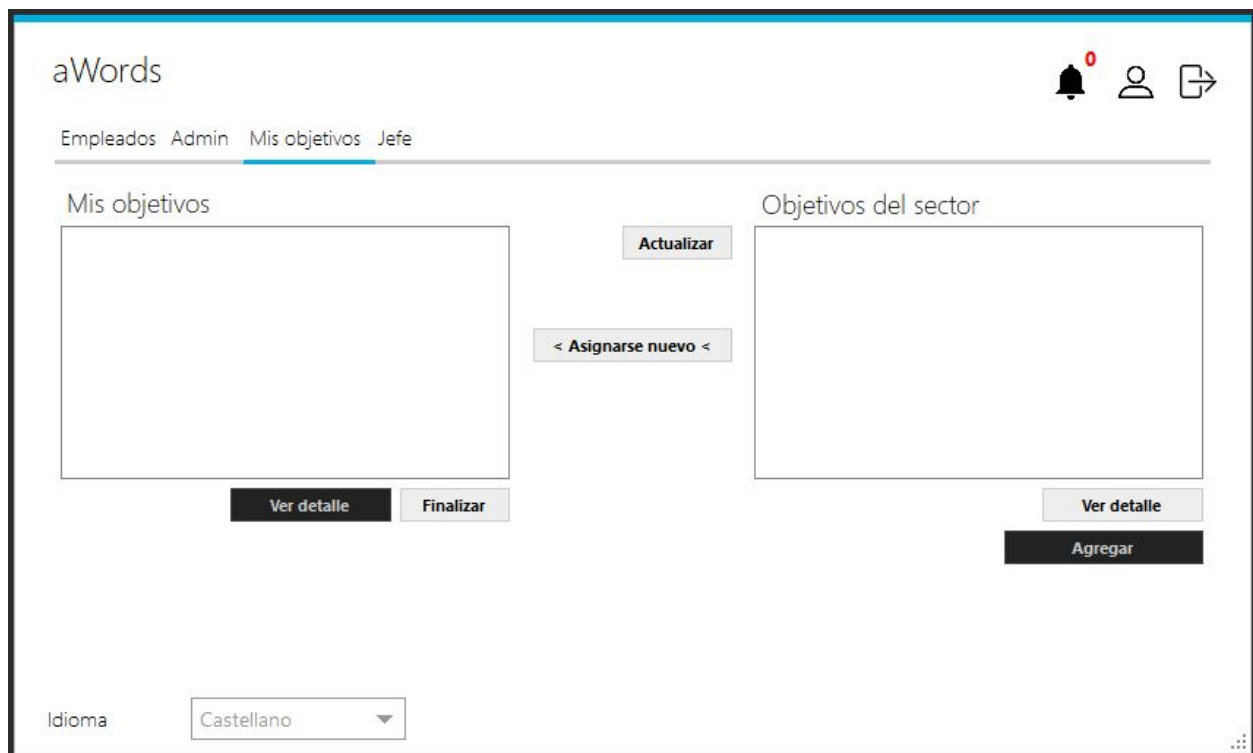 aWords
0
Empleados Admin Mis objetivos Jefe
Mis objetivos
Objetivos del sector
Actualizar
< Asignarse nuevo <
Ver detalle Finalizar
Ver detalle
Agregar
Idioma Castellano